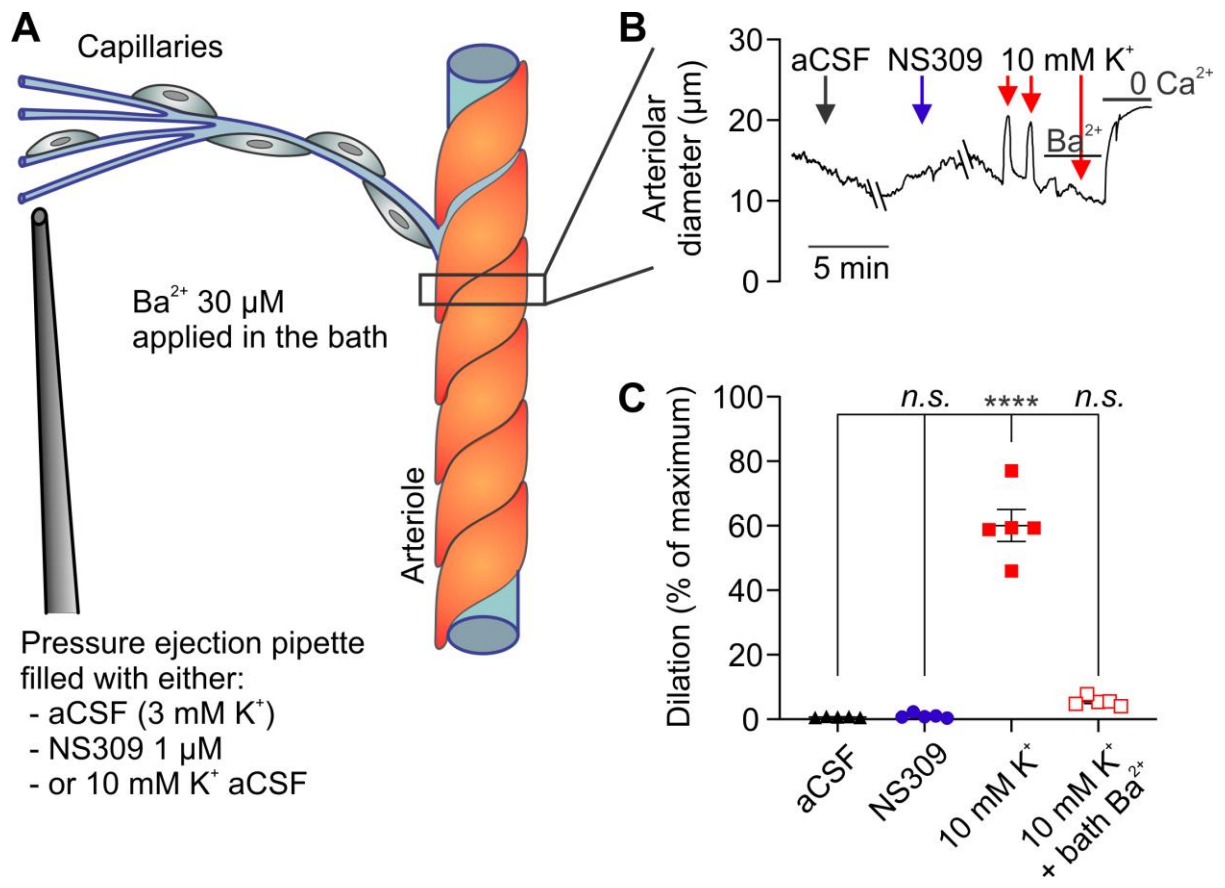 A
Capillaries
Ba²⁺ 30 µM
applied in the bath
Arteriole
Pressure ejection pipette
filled with either:
- aCSF (3 mM K⁺)
- NS309 1 µM
- or 10 mM K⁺ aCSF
B
Arteriolar
diameter (µm)
30
20
10
0
aCSF
NS309
10 mM K⁺
0 Ca²⁺
Ba²⁺
5 min
C
Dilation (% of maximum)
100
80
60
40
20
0
n.s.
****
n.s.
aCSF
NS309
10 mM K⁺
10 mM K⁺
+ bath Ba²⁺